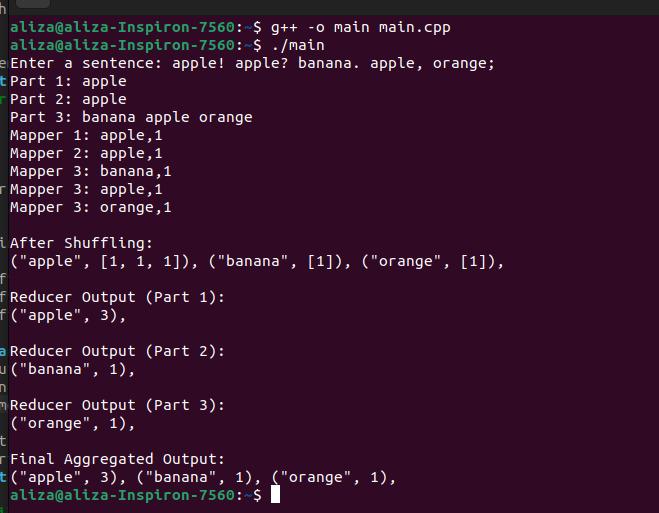 aliza@aliza-Inspiron-7560:~$ g++ -o main main.cpp
aliza@aliza-Inspiron-7560:~$ ./main
Enter a sentence: apple! apple? banana. apple, orange;
Part 1: apple
Part 2: apple
Part 3: banana apple orange
Mapper 1: apple,1
Mapper 2: apple,1
Mapper 3: banana,1
Mapper 3: apple,1
Mapper 3: orange,1
After Shuffling:
("apple", [1, 1, 1]), ("banana", [1]), ("orange", [1]),
Reducer Output (Part 1):
("apple", 3),
Reducer Output (Part 2):
("banana", 1),
Reducer Output (Part 3):
("orange", 1),
Final Aggregated Output:
("apple", 3), ("banana", 1), ("orange", 1),
aliza@aliza-Inspiron-7560:~$